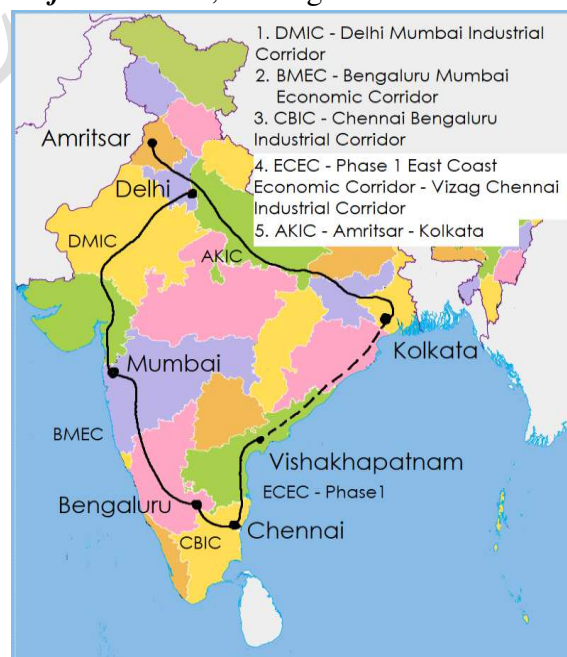 1. DMIC - Delhi Mumbai Industrial
Corridor
2. BMEC - Bengaluru Mumbai
Economic Corridor
3. CBIC - Chennai Bengaluru
Industrial Corridor
4. ECEC - Phase 1 East Coast
Economic Corridor - Vizag Chennai
Industrial Corridor
5. AKIC - Amritsar - Kolkata
Amritsar
Delhi
DMIC
AKIC
Kolkata
Mumbai
BMEC
Vishakhapatnam
ECEC - Phase1
Bengaluru
Chennai
CBIC